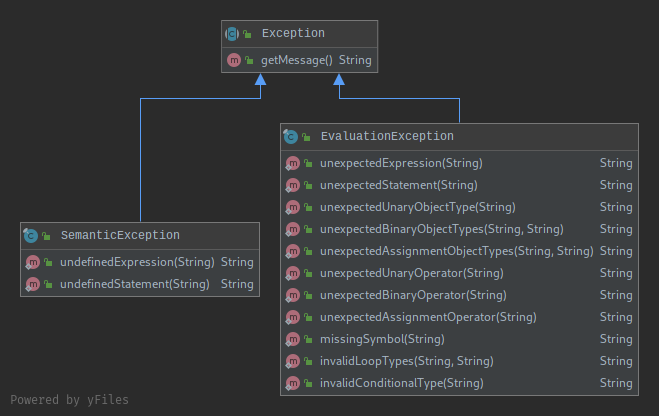 Exception
getMessage() String
EvaluationException
unexpectedExpression(String) String
unexpectedStatement(String) String
unexpectedUnaryObjectType(String) String
unexpectedBinaryObjectTypes(String, String) String
unexpectedAssignmentObjectTypes(String, String) String
unexpectedUnaryOperator(String) String
unexpectedBinaryOperator(String) String
unexpectedAssignmentOperator(String) String
missingSymbol(String) String
invalidLoopTypes(String, String) String
invalidConditionalType(String) String
SemanticException
undefinedExpression(String) String
undefinedStatement(String) String
Powered by yFiles